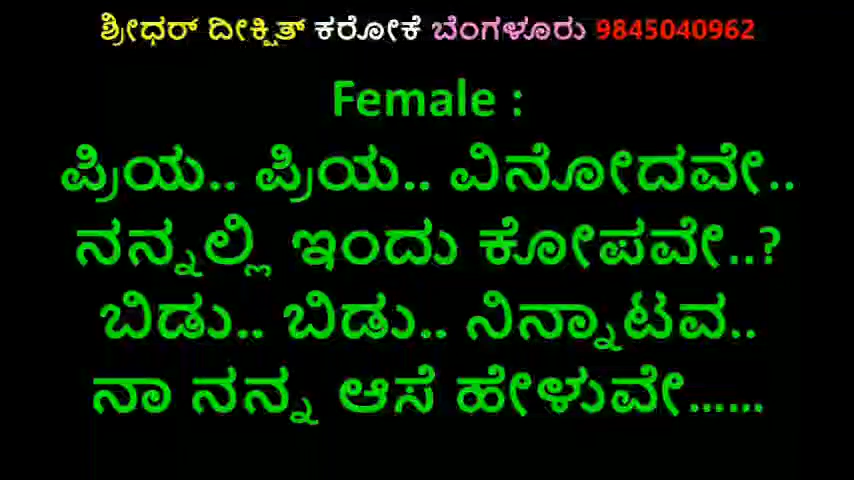 ಶ್ರೀಧರ್ ದೀಕ್ಷಿತ್ ಕರೋಕೆ ಬೆಂಗಳೂರು 9845040962
Female :
ಪ್ರಿಯ.. ಪ್ರಿಯ.. ವಿನೋದವೇ..
ನನ್ನಲ್ಲಿ ಇಂದು ಕೋಪವೇ..?
ಬಿಡು.. ಬಿಡು.. ನಿನ್ನಾಟವ..
ನಾ ನನ್ನ ಆಸೆ ಹೇಳುವೇ......